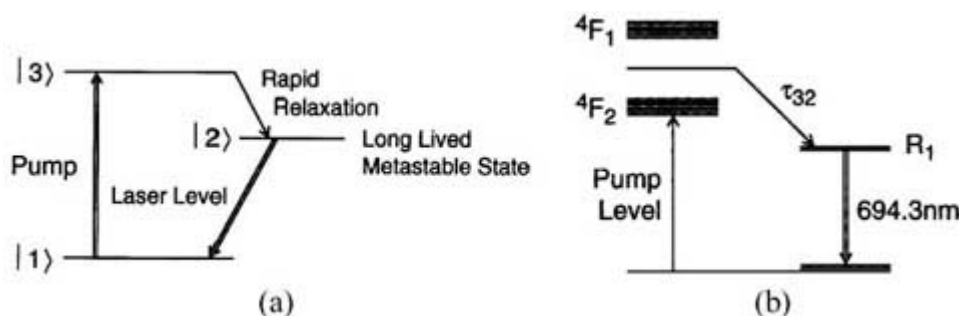 |3⟩
Rapid
Relaxation
|2⟩
Long Lived
Metastable State
Pump
Laser Level
|1⟩
(a)
⁴F₁
τ₃₂
⁴F₂
R₁
Pump
Level
694.3nm
(b)